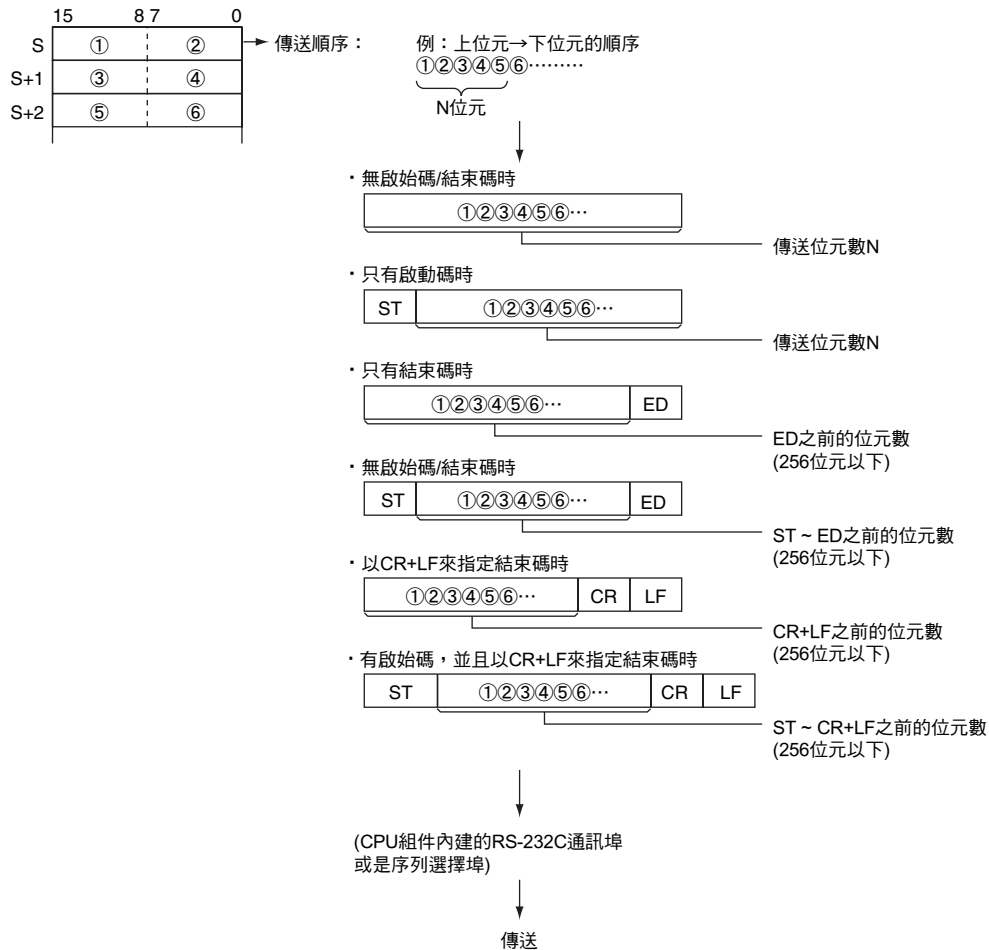 15 8 7 0
S ① ② 傳送順序： 例：上位元→下位元的順序
S+1 ③ ④ ①②③④⑤⑥………
S+2 ⑤ ⑥ N位元
・無啟始碼/結束碼時
①②③④⑤⑥…
傳送位元數N
・只有啟動碼時
ST ①②③④⑤⑥…
傳送位元數N
・只有結束碼時
①②③④⑤⑥… ED
ED之前的位元數
(256位元以下)
・無啟始碼/結束碼時
ST ①②③④⑤⑥… ED
ST ~ ED之前的位元數
(256位元以下)
・以CR+LF來指定結束碼時
①②③④⑤⑥… CR LF
CR+LF之前的位元數
(256位元以下)
・有啟始碼，並且以CR+LF來指定結束碼時
ST ①②③④⑤⑥… CR LF
ST ~ CR+LF之前的位元數
(256位元以下)
(CPU組件內建的RS-232C通訊埠
或是序列選擇埠)
傳送